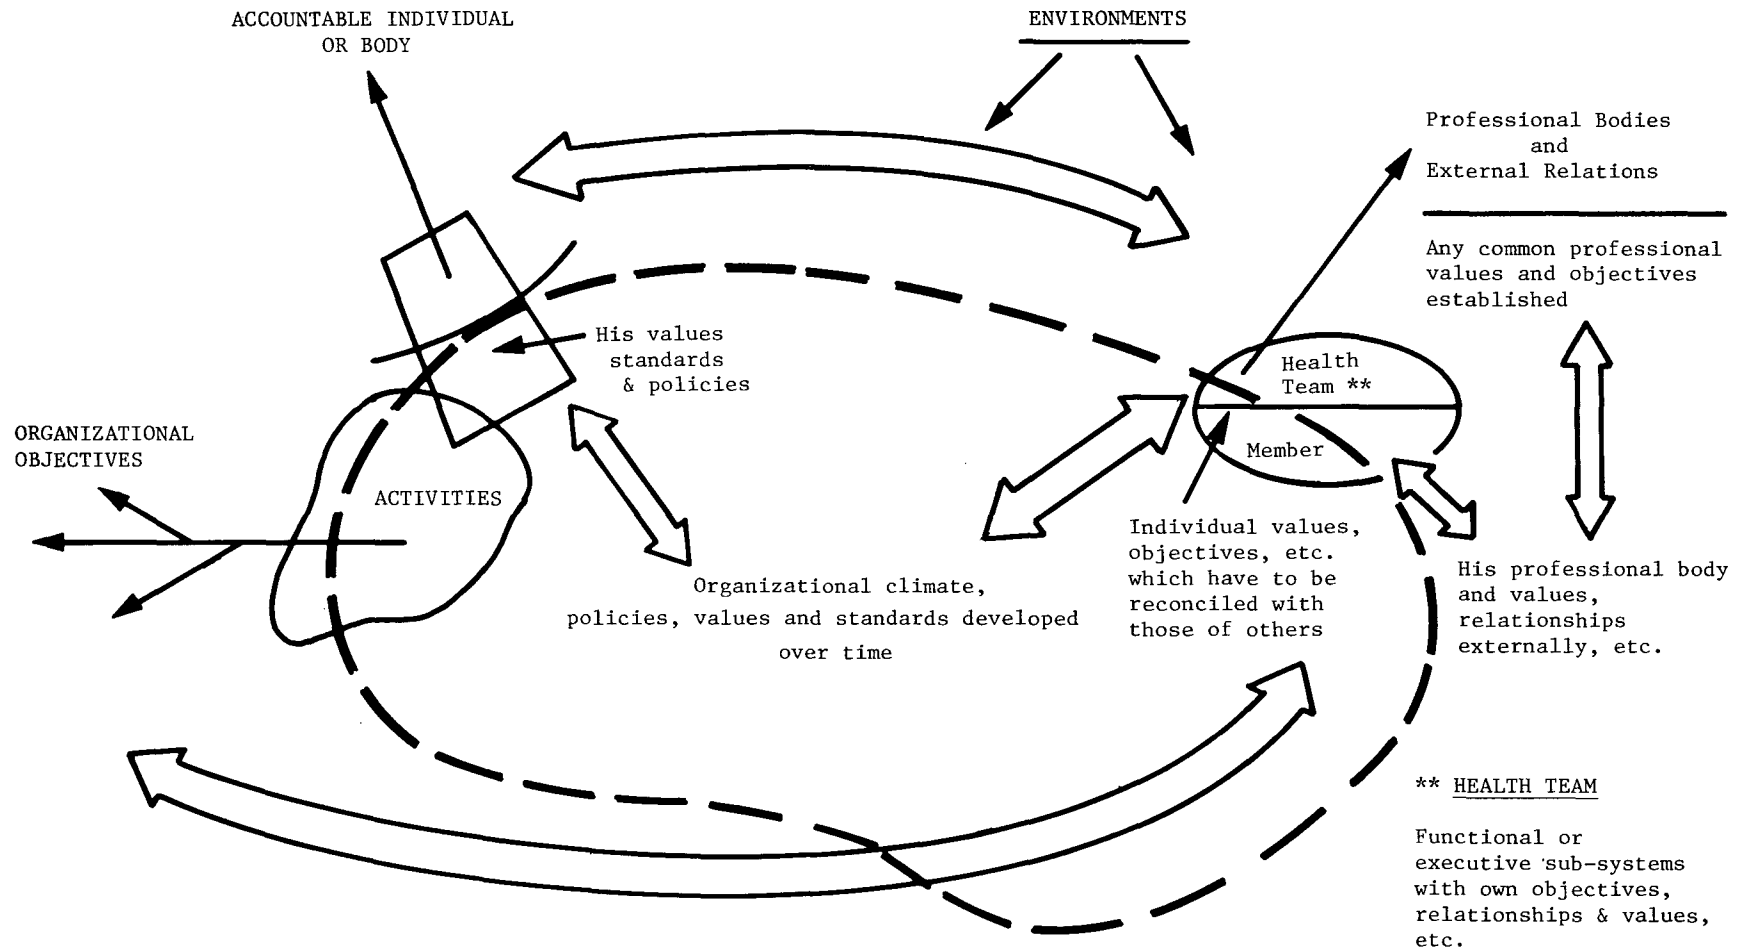 ACCOUNTABLE INDIVIDUAL
OR BODY
ENVIRONMENTS
Professional Bodies
and
External Relations
Any common professional
values and objectives
established
His values
standards
& policies
Health
Team **
Member
ORGANIZATIONAL
OBJECTIVES
ACTIVITIES
Individual values,
objectives, etc.
which have to be
reconciled with
those of others
His professional body
and values,
relationships
externally, etc.
Organizational climate,
policies, values and standards developed
over time
** HEALTH TEAM
Functional or
executive sub-systems
with own objectives,
relationships & values,
etc.